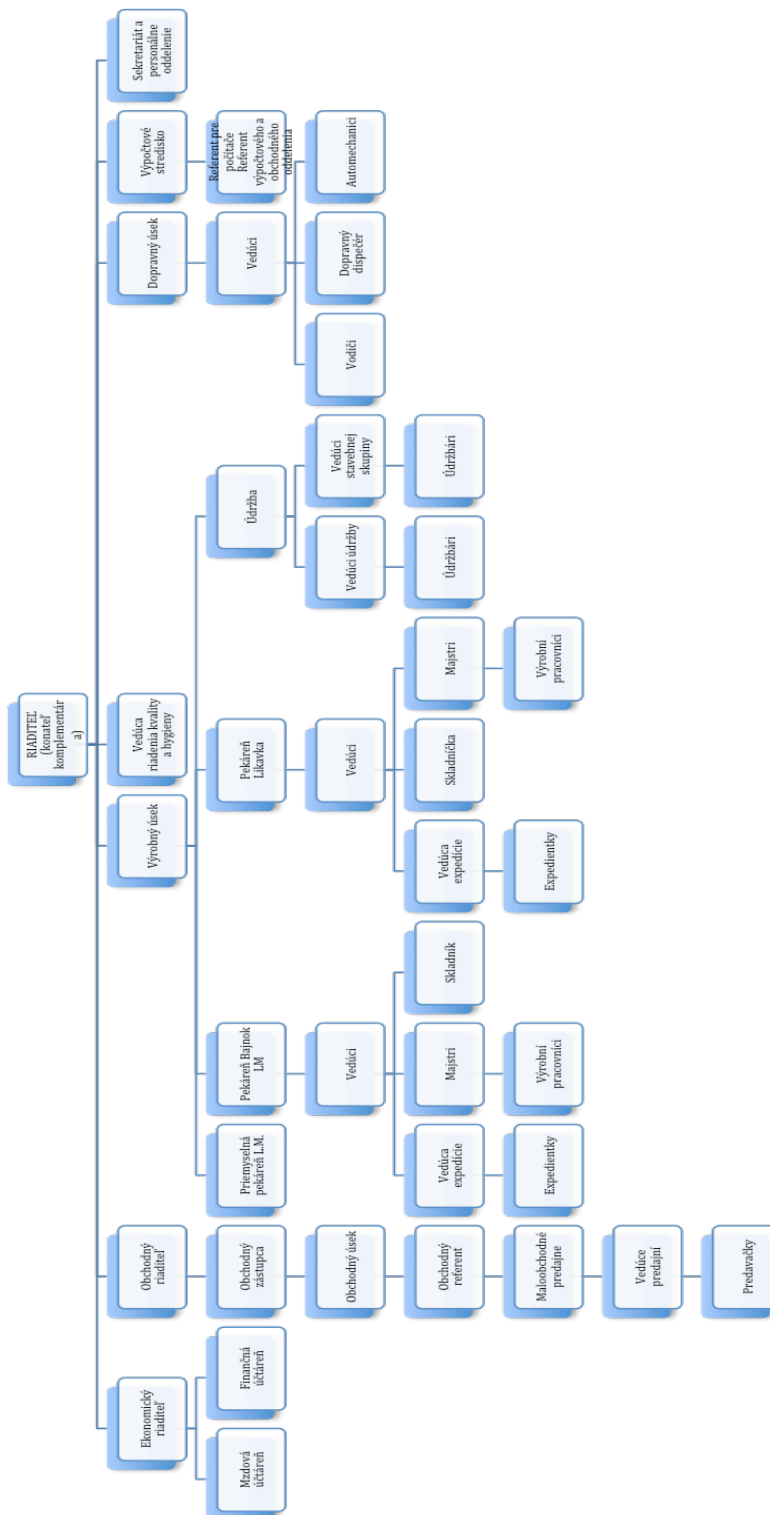 RIADITEĽ
(konateľ
komplementár
a)
Ekonomický
riaditeľ
Obchodný
riaditeľ
Výrobný úsek
Vedúca
riadenia kvality
a hygieny
Dopravný úsek
Výpočtové
stredisko
Sekretariát a
personálne
oddelenie
Mzdová
účtáreň
Finančná
účtáreň
Obchodný
zástupca
Priemyselná
pekáreň L.M.
Pekáreň Bajnok
LM
Pekáreň
Likavka
Údržba
Vedúci
Referent pre
počítače
Referent
výpočtového a
obchodného
oddelenia
Obchodný úsek
Vedúci
Vedúci
Vedúci údržby
Vedúci
stavebnej
skupiny
Vodiči
Dopravný
dispečér
Automechanici
Obchodný
referent
Vedúca
expedície
Majstri
Skladník
Vedúca
expedície
Skladníčka
Majstri
Údržbári
Údržbári
Maloobchodné
predajne
Expedientky
Výrobní
pracovníci
Expedientky
Výrobní
pracovníci
Vedúce
predajní
Predavačky